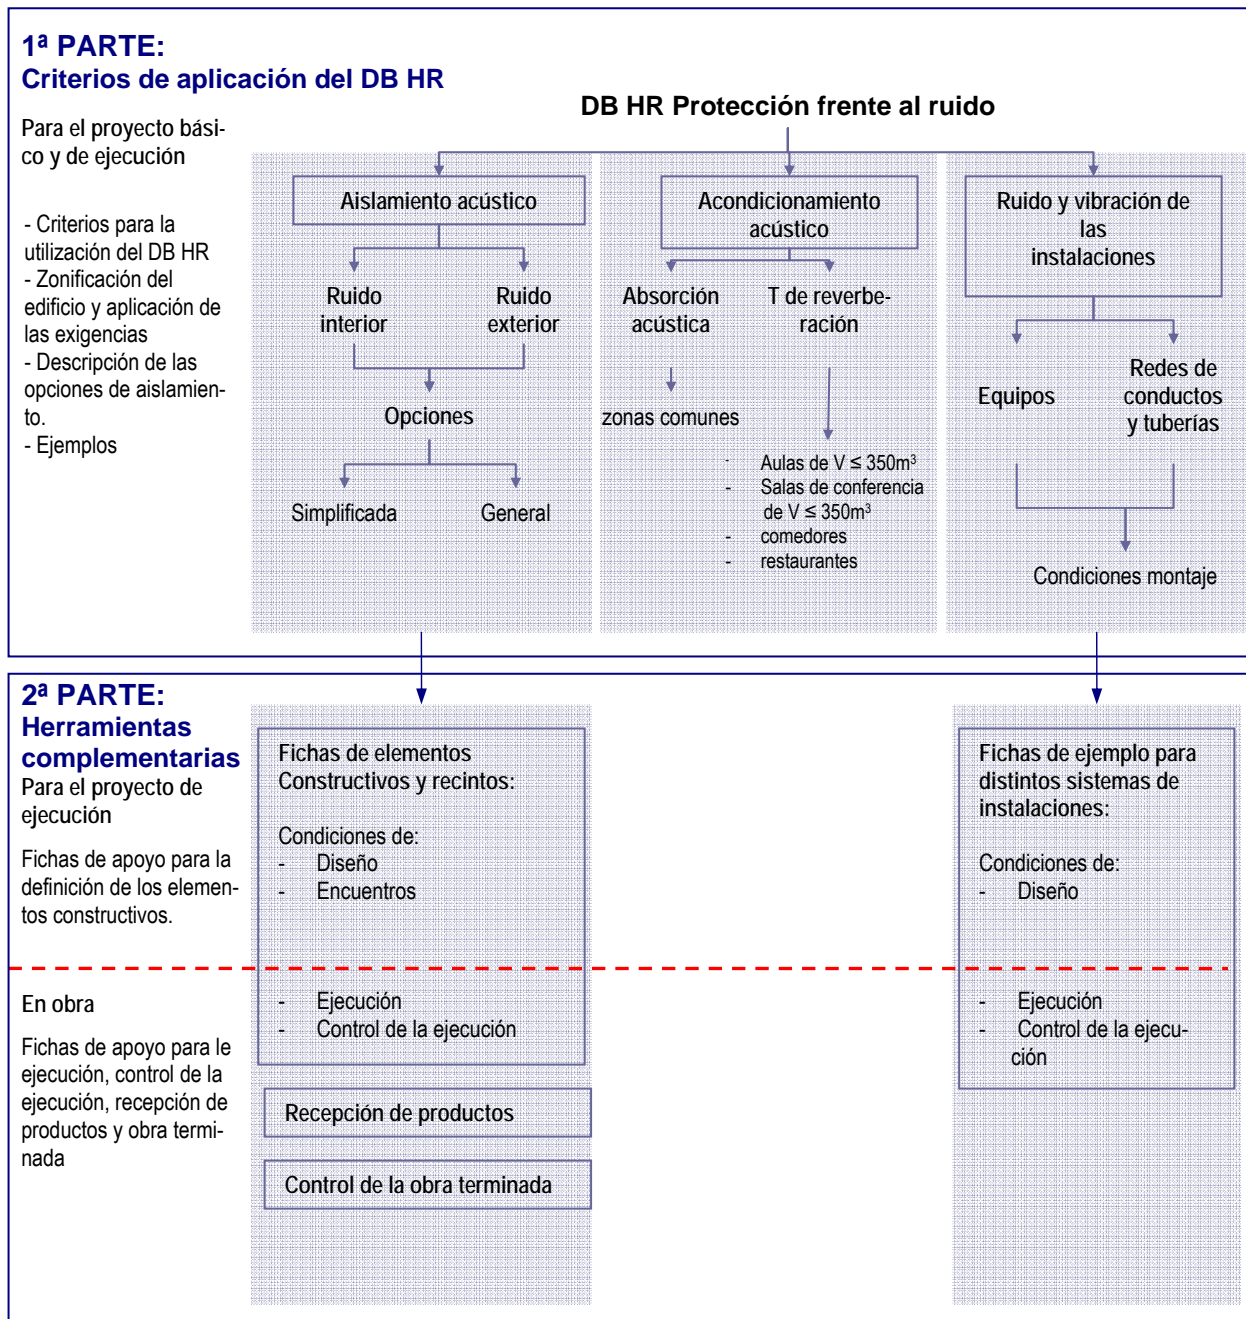 1ª PARTE:
Criterios de aplicación del DB HR
Para el proyecto bási-
co y de ejecución
- Criterios para la
utilización del DB HR
- Zonificación del
edificio y aplicación de
las exigencias
- Descripción de las
opciones de aislamien-
to.
- Ejemplos
DB HR Protección frente al ruido
Aislamiento acústico
Ruido
interior
Ruido
exterior
Opciones
Simplificada
General
Acondicionamiento
acústico
Absorción
acústica
T de reverbe-
ración
zonas comunes
- Aulas de V ≤ 350m³
- Salas de conferencia
de V ≤ 350m³
- comedores
- restaurantes
Ruido y vibración de
las
instalaciones
Equipos
Redes de
conductos
y tuberías
Condiciones montaje
2ª PARTE:
Herramientas
complementarias
Para el proyecto de
ejecución
Fichas de apoyo para la
definición de los elemen-
tos constructivos.
En obra
Fichas de apoyo para le
ejecución, control de la
ejecución, recepción de
productos y obra termi-
nada
Fichas de elementos
Constructivos y recintos:
Condiciones de:
- Diseño
- Encuentros
- Ejecución
- Control de la ejecución
Recepción de productos
Control de la obra terminada
Fichas de ejemplo para
distintos sistemas de
instalaciones:
Condiciones de:
- Diseño
- Ejecución
- Control de la ejecu-
ción